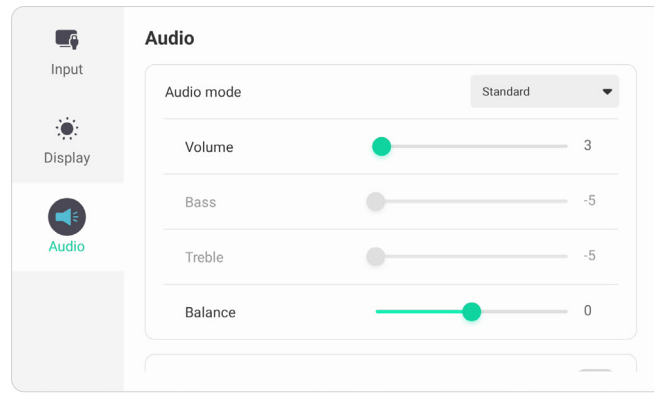 Input
Display
Audio
Audio
Audio mode Standard
Volume 3
Bass -5
Treble -5
Balance 0